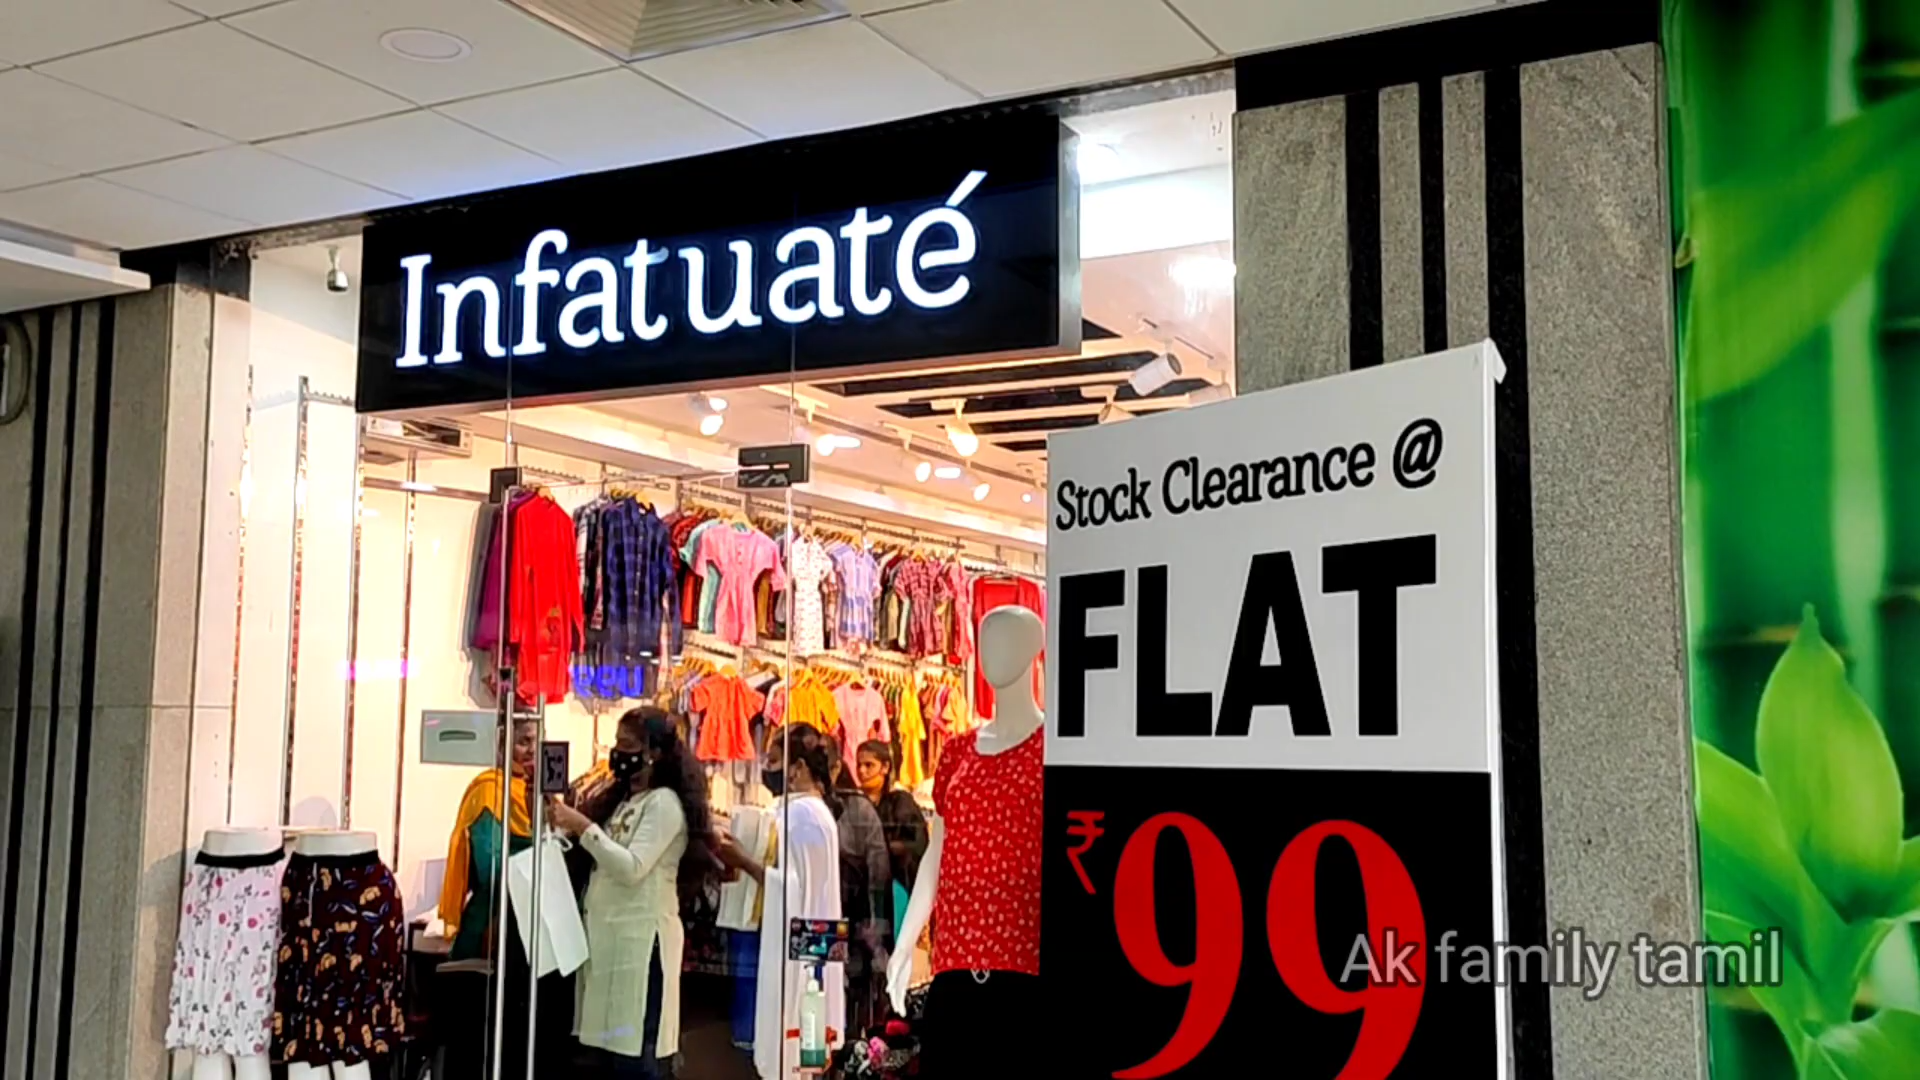 Infatuaté
Stock Clearance @
FLAT
₹99
Ak family tamil